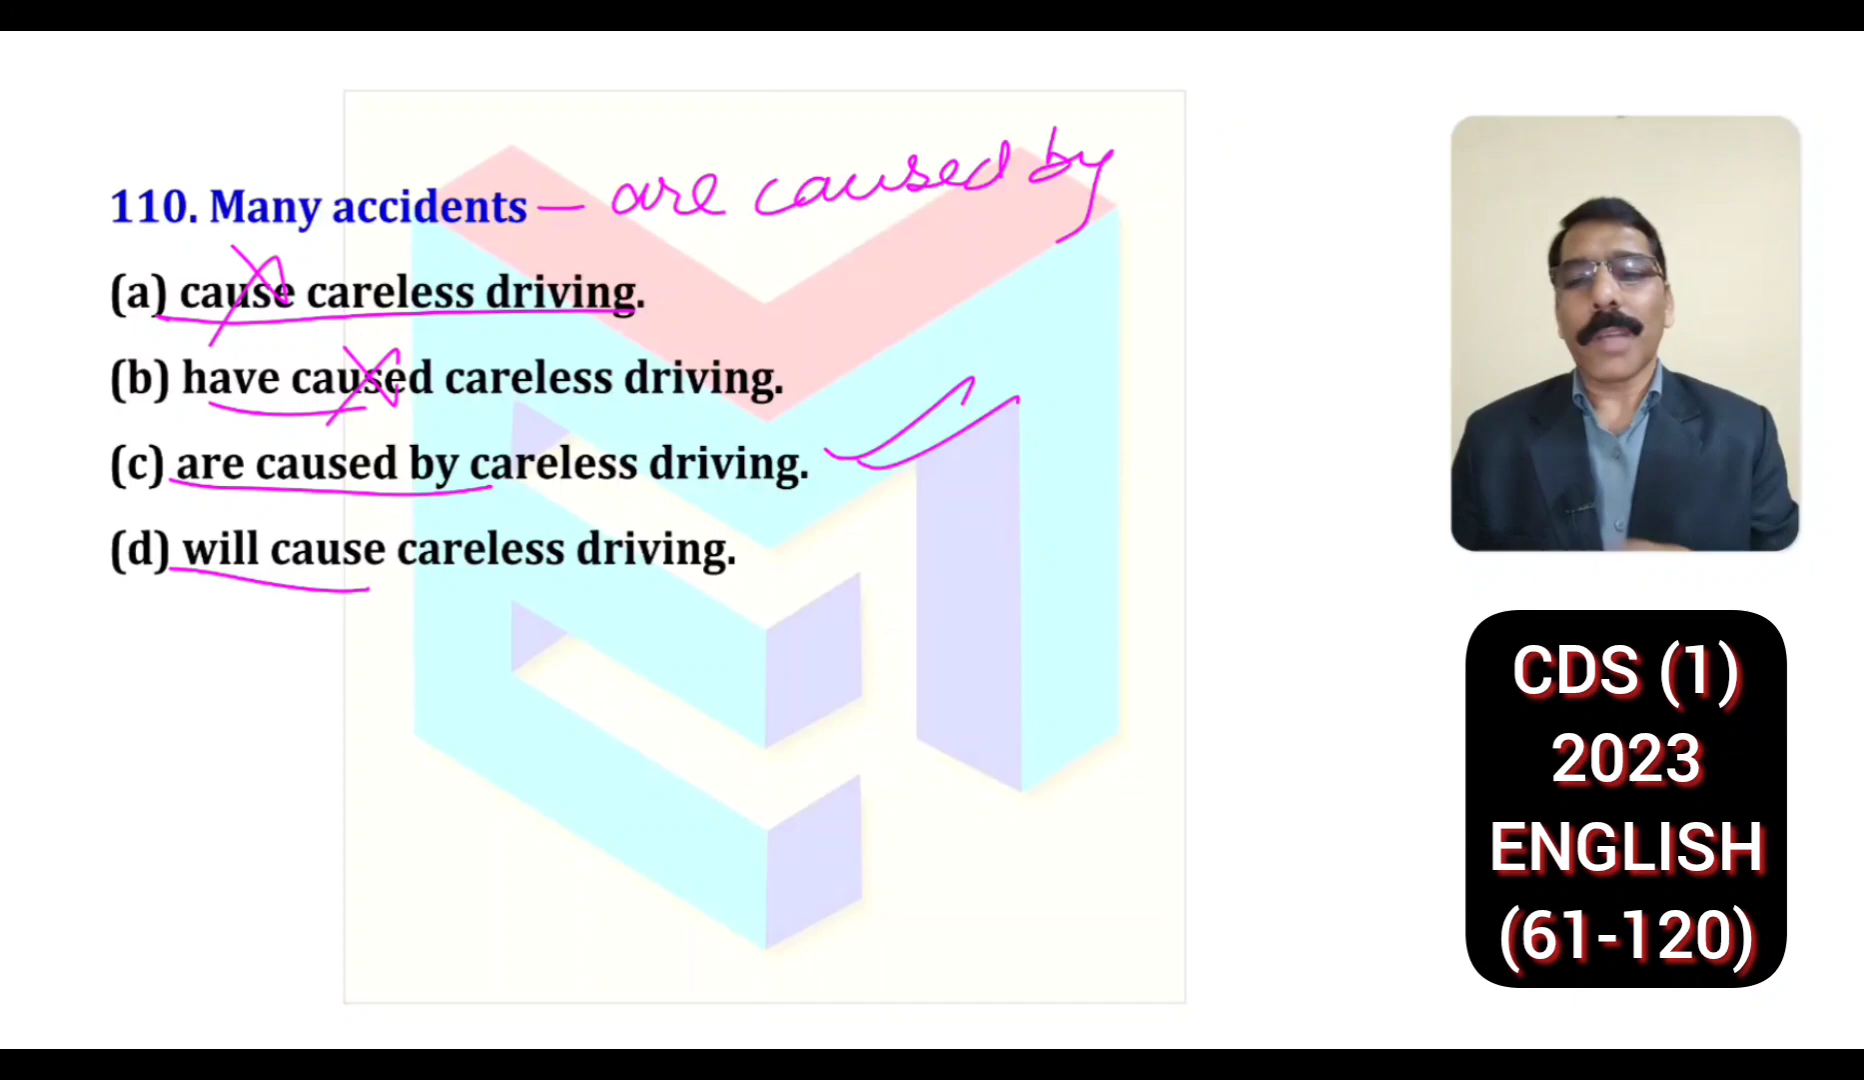 110. Many accidents — are caused by
(a) cause careless driving.
(b) have caused careless driving.
(c) are caused by careless driving.
(d) will cause careless driving.
CDS (1)
2023
ENGLISH
(61-120)